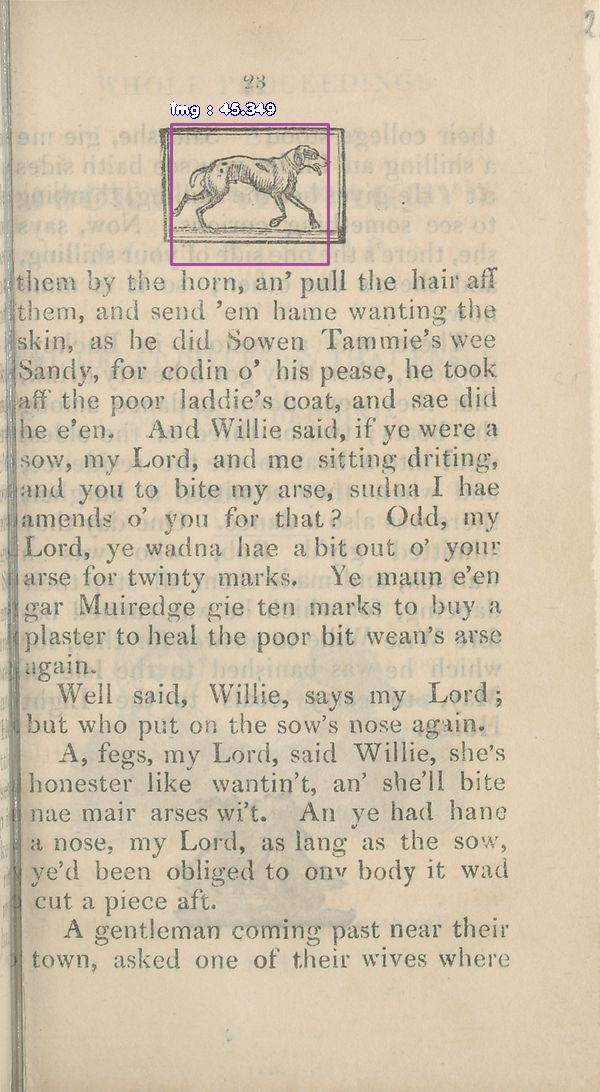 23
img : 45.349
them by the horn, an' pull the hair aff
them, and send 'em hame wanting the
skin, as he did Sowen Tammie's wee
Sandy, for codin o' his pease, he took
aff the poor laddie's coat, and sae did
he e'en. And Willie said, if ye were a
sow, my Lord, and me sitting driting,
and you to bite my arse, sudna I hae
amends o' you for that? Odd, my
Lord, ye wadna hae a bit out o' your
arse for twinty marks. Ye maun e'en
gar Muiredge gie ten marks to buy a
plaster to heal the poor bit wean's arse
again.
Well said, Willie, says my Lord;
but who put on the sow's nose again.
A, fegs, my Lord, said Willie, she's
honester like wantin't, an' she'll bite
nae mair arses wi't. An ye had hane
a nose, my Lord, as lang as the sow,
ye'd been obliged to onv body it wad
cut a piece aft.
A gentleman coming past near their
town, asked one of their wives where